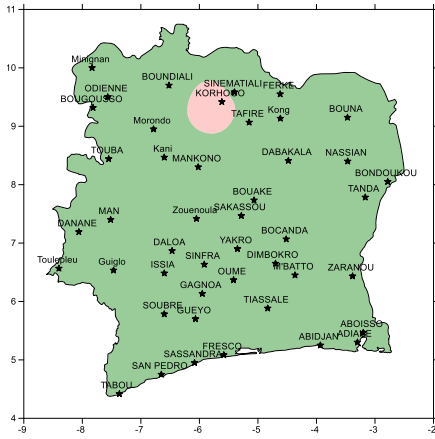 11
10
9
8
7
6
5
4
Minignan
BOUNDIALI
SINEMATIALI
FERKE
ODIENNE
KORHOGO
BOUGOUSSO
BOUNA
Kong
TAFIRE
Morondo
Kani
TOUBA
MANKONO
DABAKALA
NASSIAN
BONDOUKOU
TANDA
BOUAKE
SAKASSOU
Zouenoula
MAN
DANANE
BOCANDA
YAKRO
DALOA
DIMBOKRO
SINFRA
Toulepleu
Guiglo
ISSIA
M'BATTO
ZARANOU
OUME
GAGNOA
TIASSALE
SOUBRE
GUEYO
ABOISSO
ADIAKE
ABIDJAN
FRESCO
SASSANDRA
SAN PEDRO
TABOU
-9 -8 -7 -6 -5 -4 -3 -2